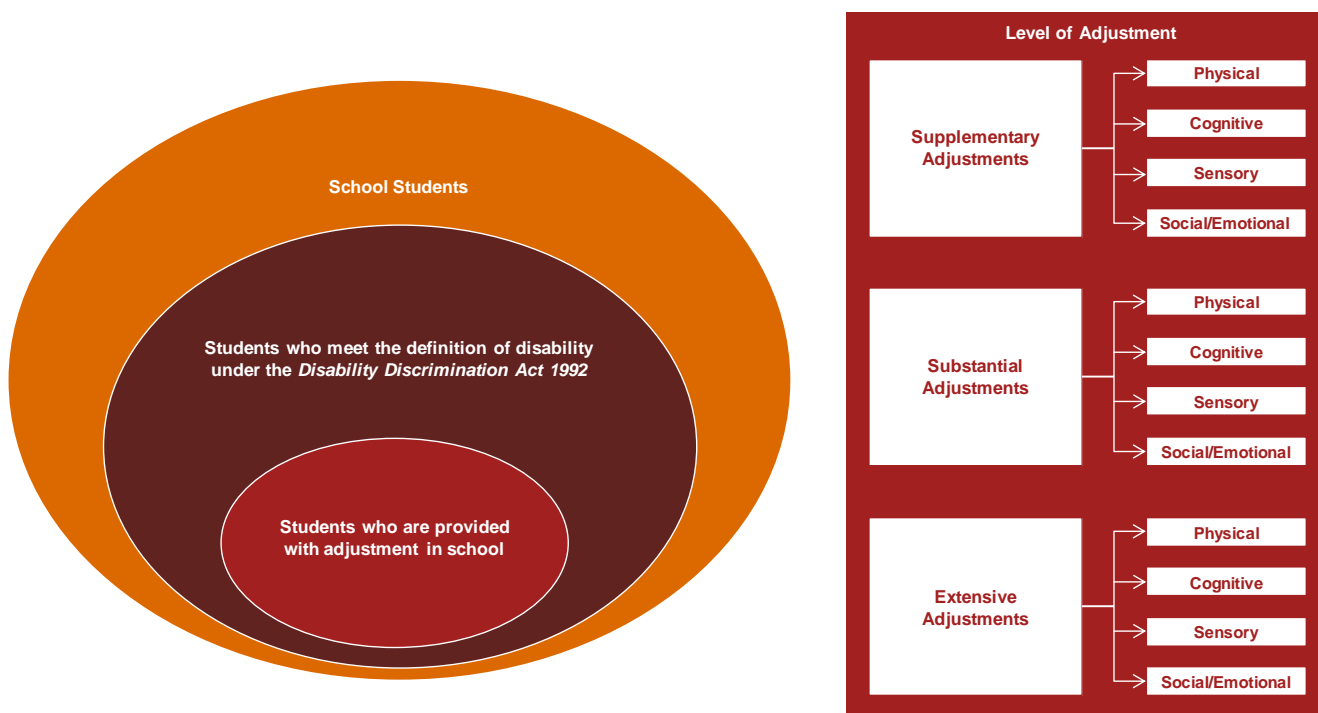 School Students
Students who meet the definition of disability
under the Disability Discrimination Act 1992
Students who are provided
with adjustment in school
Level of Adjustment
Supplementary
Adjustments
Physical
Cognitive
Sensory
Social/Emotional
Substantial
Adjustments
Physical
Cognitive
Sensory
Social/Emotional
Extensive
Adjustments
Physical
Cognitive
Sensory
Social/Emotional